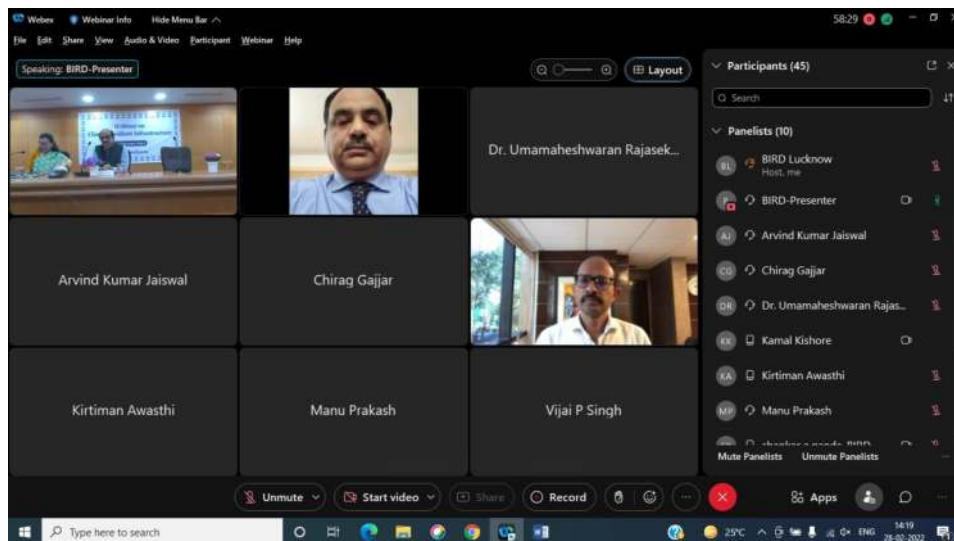 Webex
Webinar Info
Hide Menu Bar
58:29
File Edit Share View Audio & Video Participant Webinar Help
Speaking: BIRD-Presenter
Layout
Participants (45)
Search
Panelists (10)
BIRD Lucknow
Host, me
BIRD-Presenter
Arvind Kumar Jaiswal
Chirag Gajjar
Dr. Umamaheshwaran Rajas...
Kamal Kishore
Kirtiman Awasthi
Manu Prakash
Mute Panelists Unmute Panelists
Dr. Umamaheshwaran Rajasek...
Arvind Kumar Jaiswal
Chirag Gajjar
Kirtiman Awasthi
Manu Prakash
Vijai P Singh
Unmute
Start video
Share
Record
Apps
Type here to search
25°C
ENG
14:19
28-02-2022